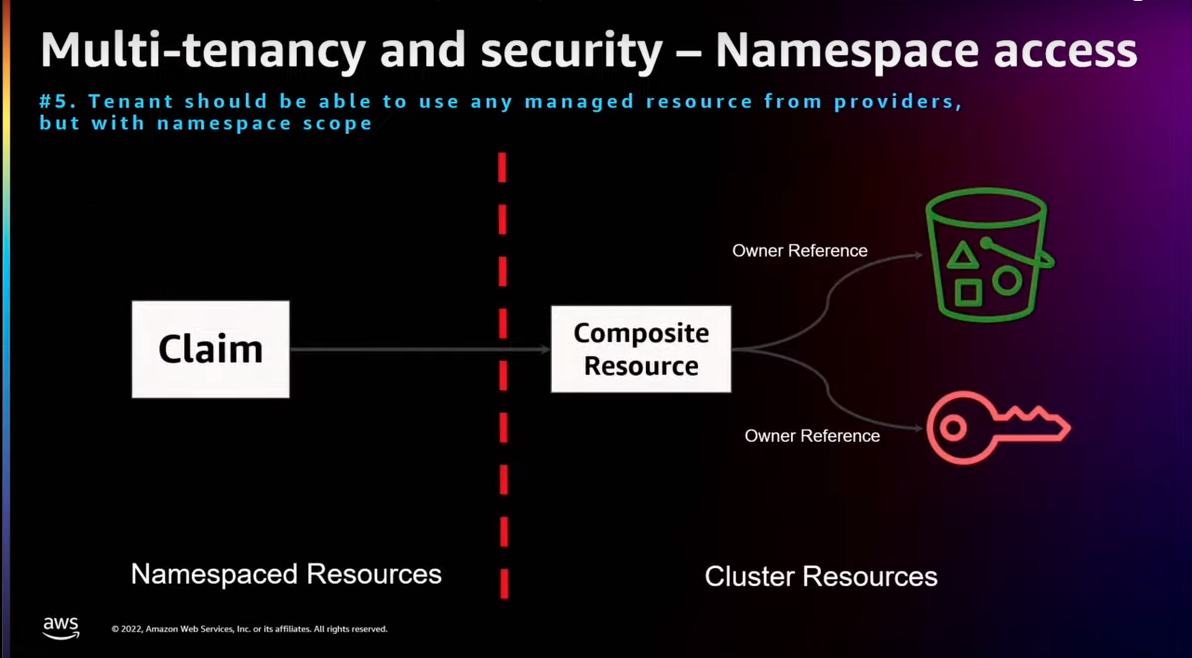 Multi-tenancy and security – Namespace access
#5. Tenant should be able to use any managed resource from providers,
but with namespace scope
Owner Reference
Claim
Composite
Resource
Owner Reference
Namespaced Resources
Cluster Resources
aws
© 2022, Amazon Web Services, Inc. or its affiliates. All rights reserved.